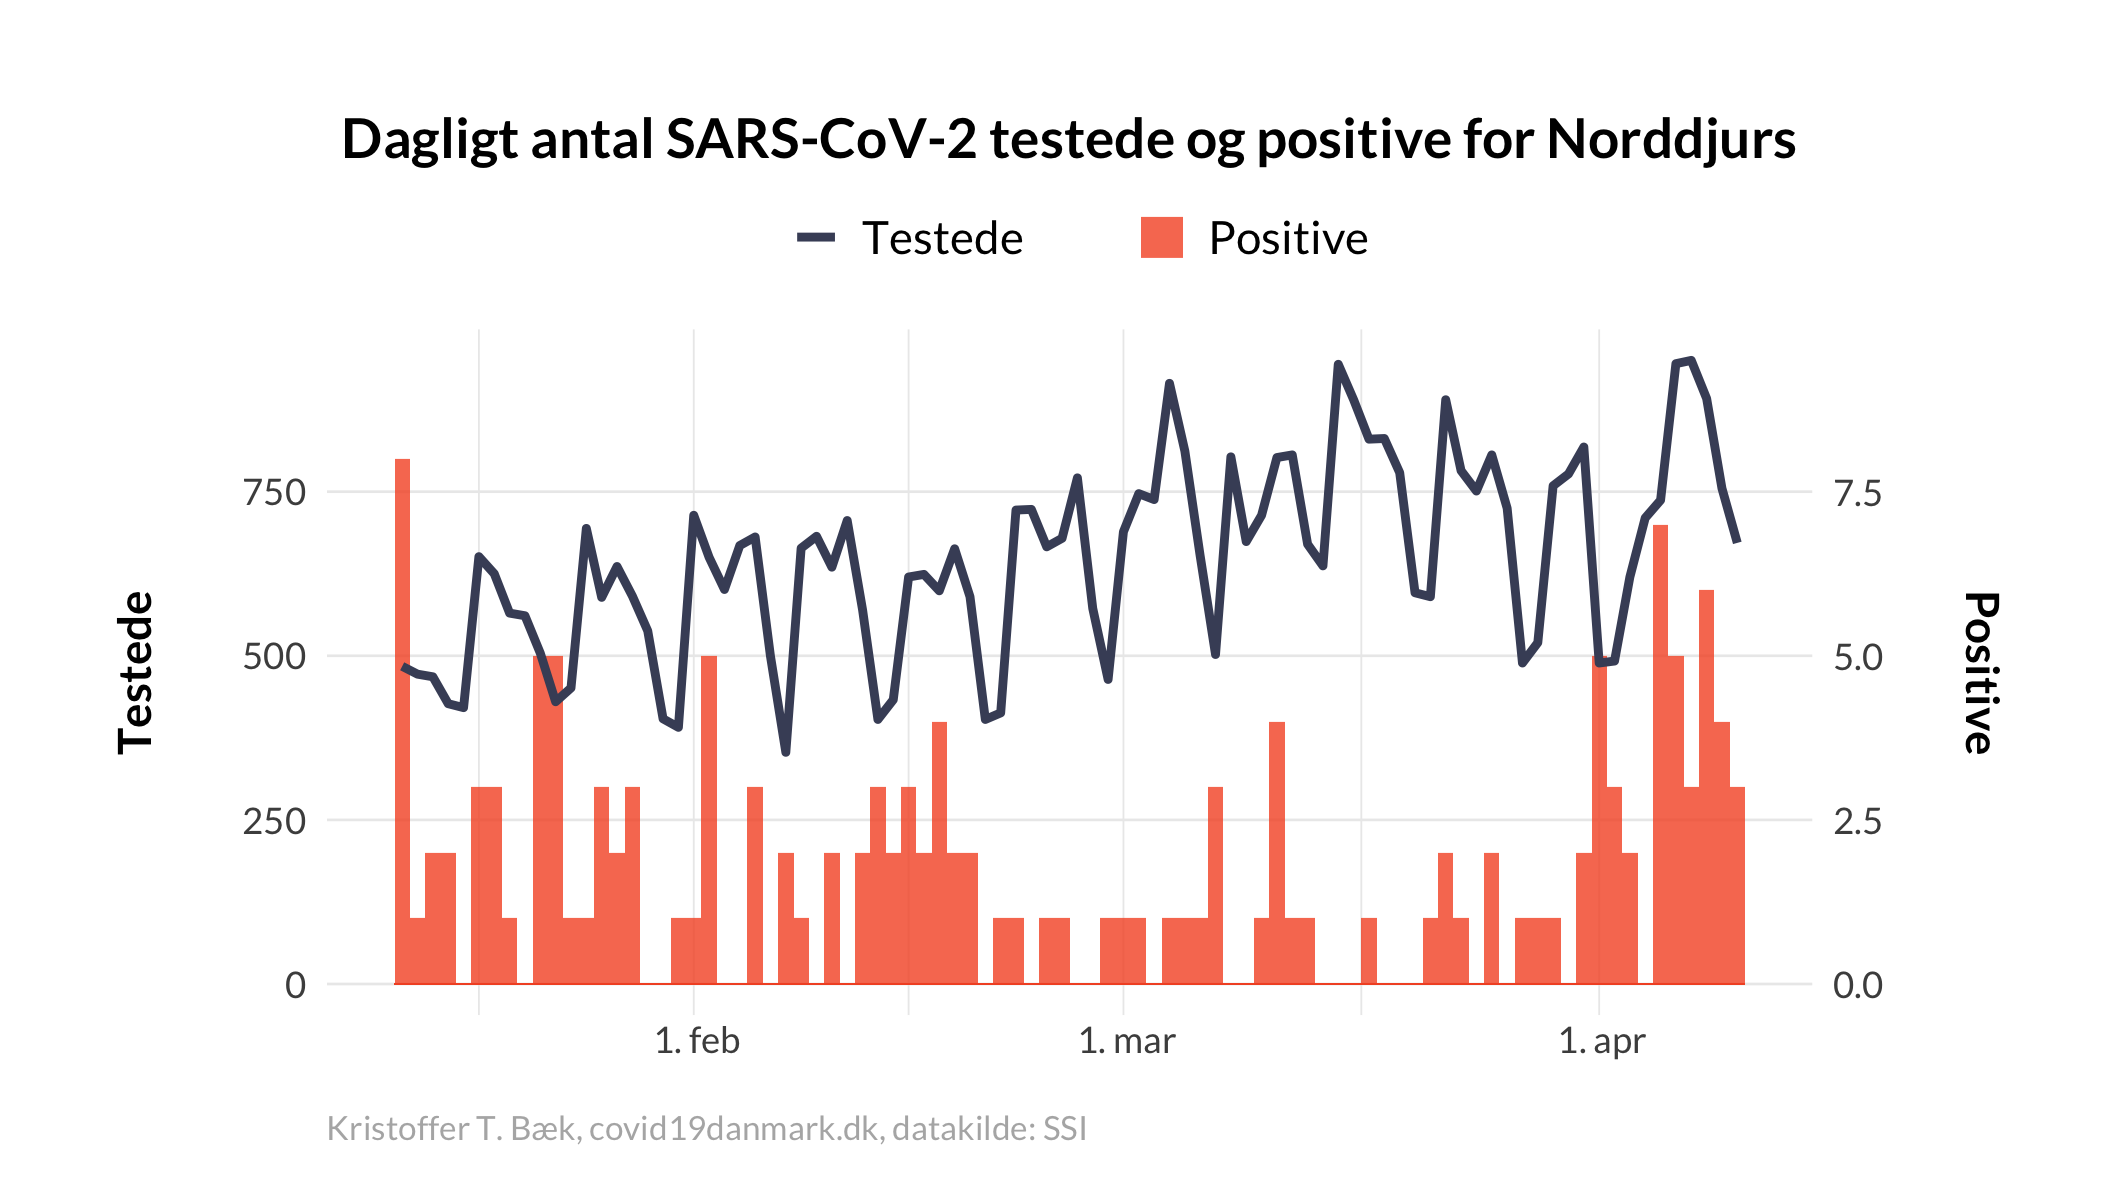 Dagligt antal SARS-CoV-2 testede og positive for Norddjurs
Testede
Positive
750
500
250
0
7.5
5.0
2.5
0.0
Testede
Positive
1. feb
1. mar
1. apr
Kristoffer T. Bæk, covid19danmark.dk, datakilde: SSI